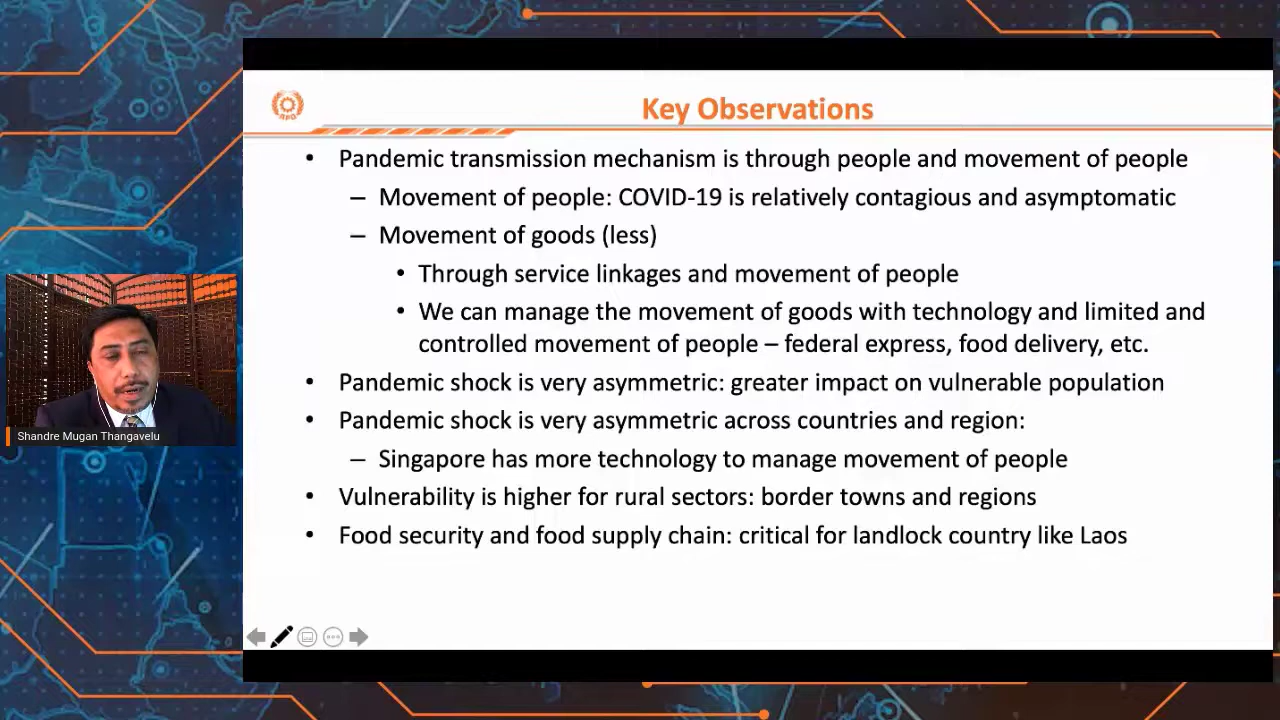 APO
Key Observations
• Pandemic transmission mechanism is through people and movement of people
– Movement of people: COVID-19 is relatively contagious and asymptomatic
– Movement of goods (less)
• Through service linkages and movement of people
• We can manage the movement of goods with technology and limited and
controlled movement of people – federal express, food delivery, etc.
• Pandemic shock is very asymmetric: greater impact on vulnerable population
• Pandemic shock is very asymmetric across countries and region:
– Singapore has more technology to manage movement of people
• Vulnerability is higher for rural sectors: border towns and regions
• Food security and food supply chain: critical for landlock country like Laos
Shandre Mugan Thangavelu